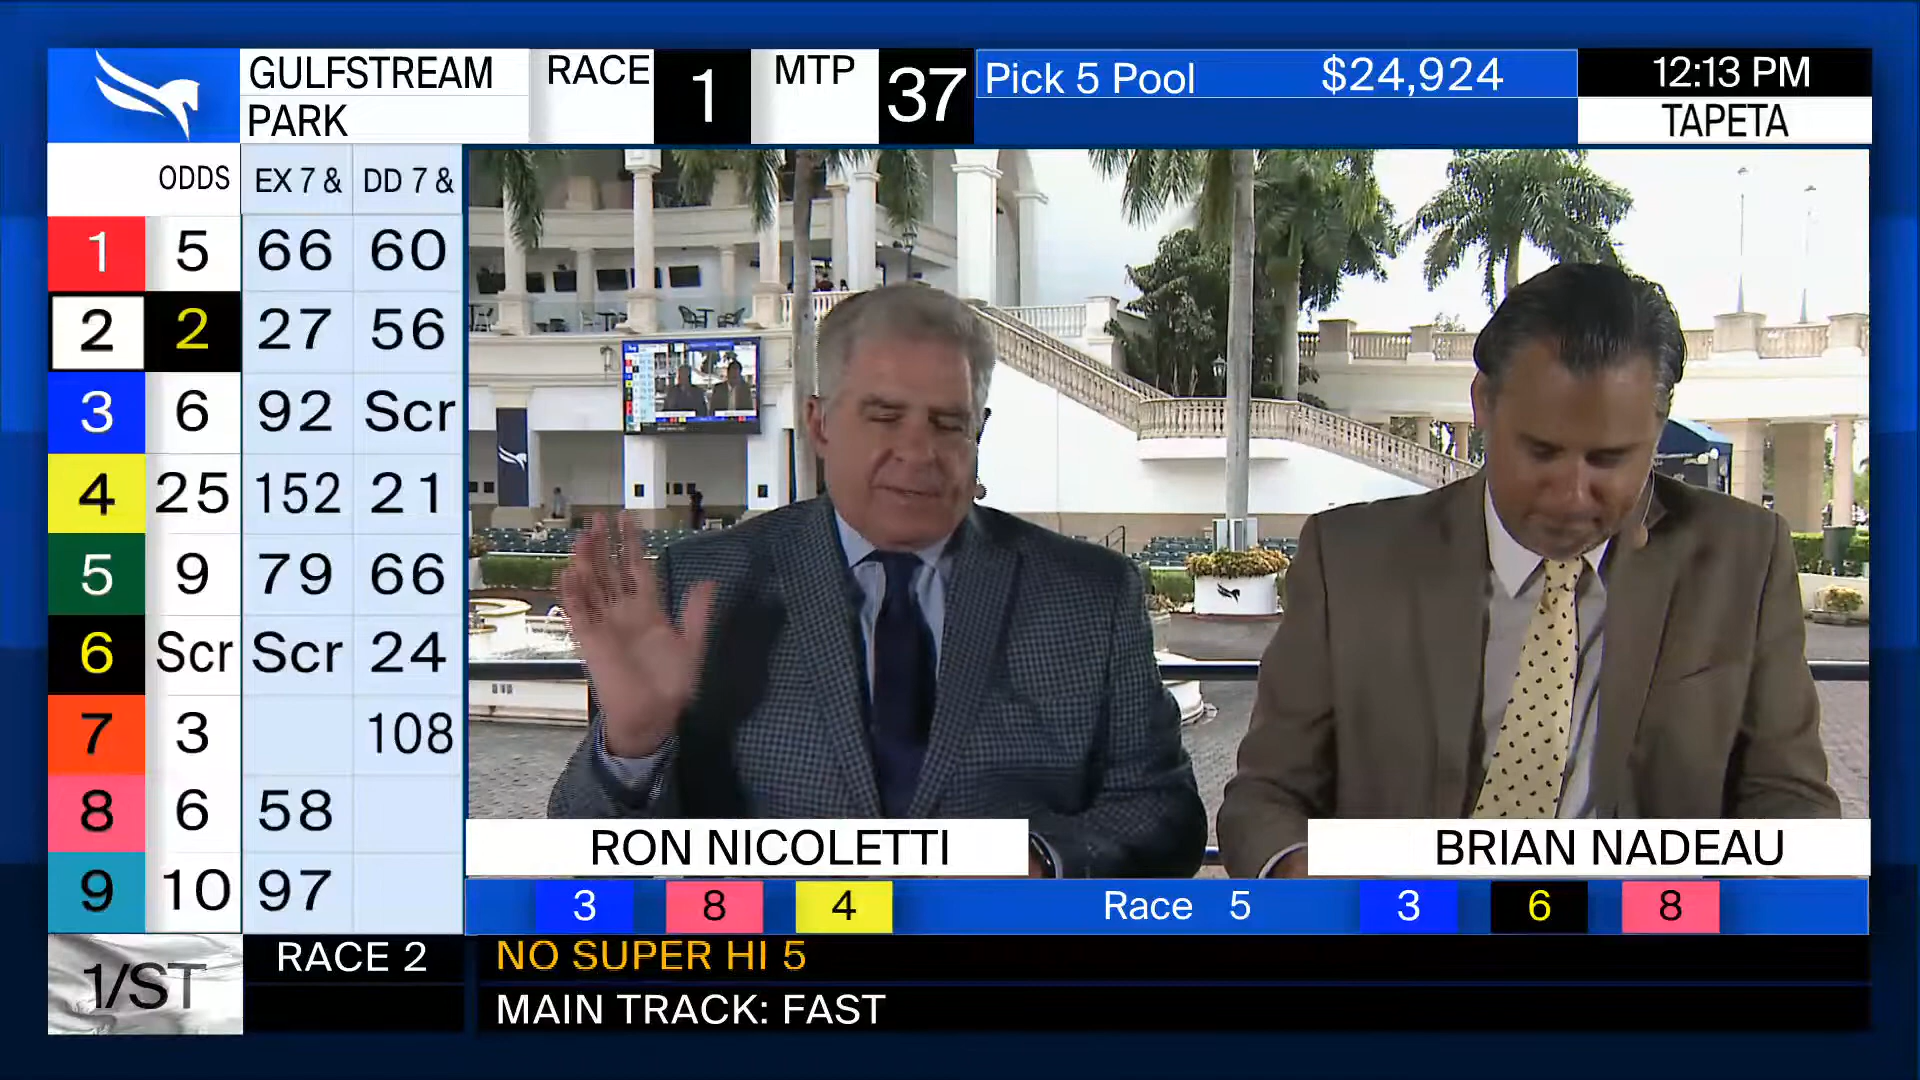 GULFSTREAM PARK RACE 1 MTP 37 Pick 5 Pool $24,924 12:13 PM
TAPETA
ODDS EX 7 & DD 7 &
1 5 66 60
2 2 27 56
3 6 92 Scr
4 25 152 21
5 9 79 66
6 Scr Scr 24
7 3 108
8 6 58
9 10 97
RON NICOLETTI BRIAN NADEAU
3 8 4 Race 5 3 6 8
1/ST RACE 2 NO SUPER HI 5
MAIN TRACK: FAST